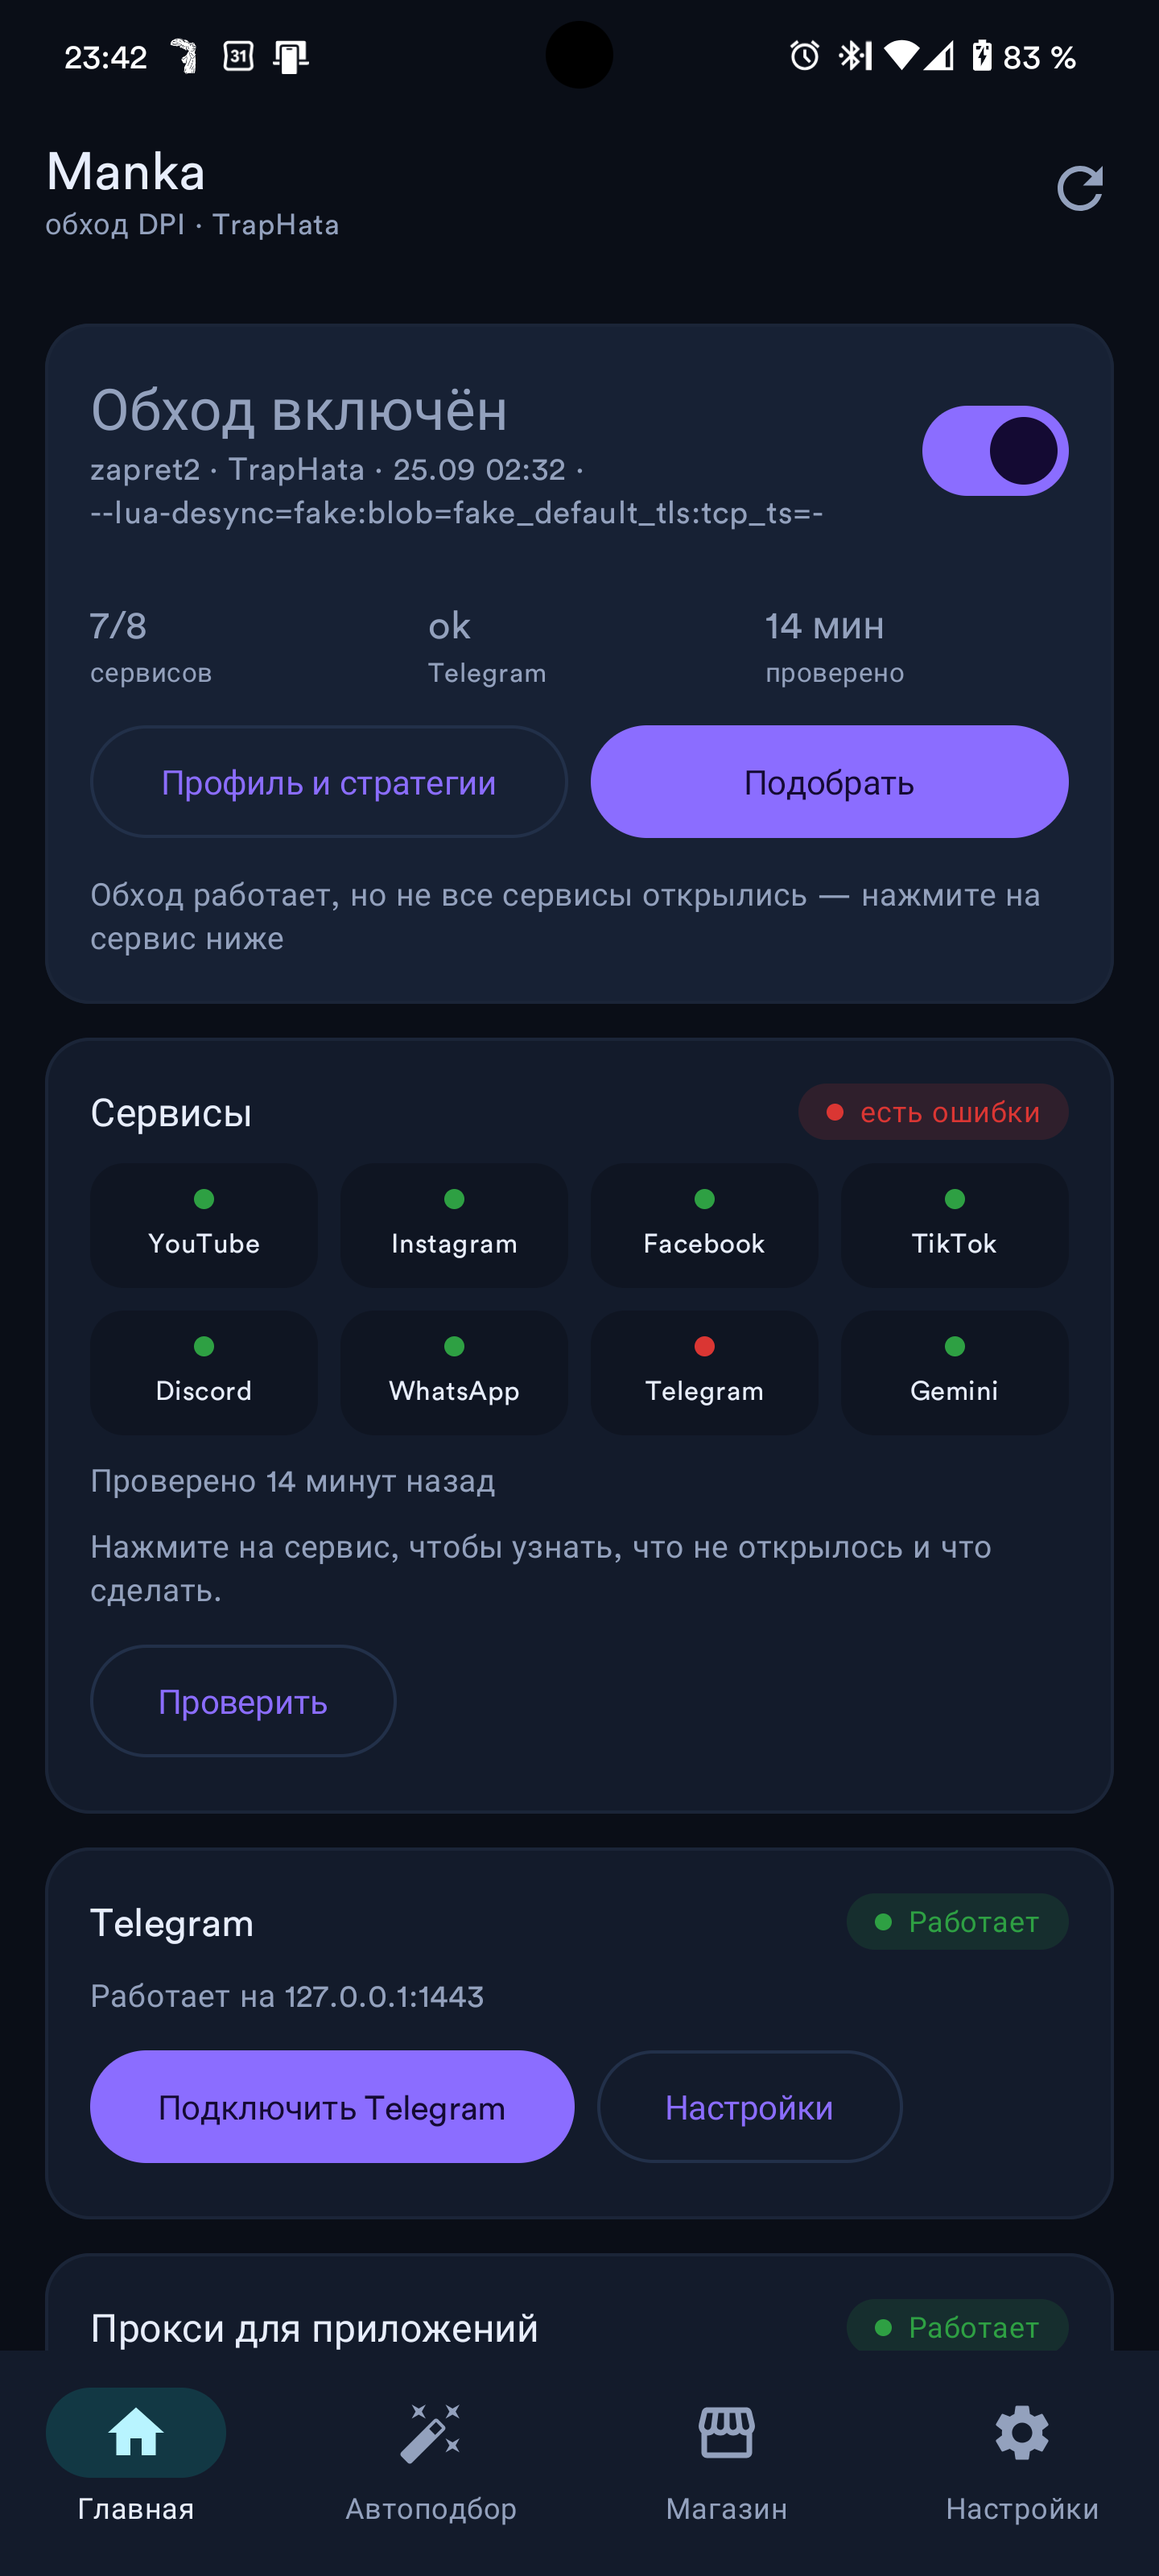 23:42
31
83 %
Manka
обход DPI · TrapHata
Обход включён
zapret2 · TrapHata · 25.09 02:32 ·
--lua-desync=fake:blob=fake_default_tls:tcp_ts=-
7/8
ok
14 мин
сервисов
Telegram
проверено
Профиль и стратегии
Подобрать
Обход работает, но не все сервисы открылись — нажмите на
сервис ниже
Сервисы
есть ошибки
YouTube
Instagram
Facebook
TikTok
Discord
WhatsApp
Telegram
Gemini
Проверено 14 минут назад
Нажмите на сервис, чтобы узнать, что не открылось и что
сделать.
Проверить
Telegram
Работает
Работает на 127.0.0.1:1443
Подключить Telegram
Настройки
Прокси для приложений
Работает
Главная
Автоподбор
Магазин
Настройки